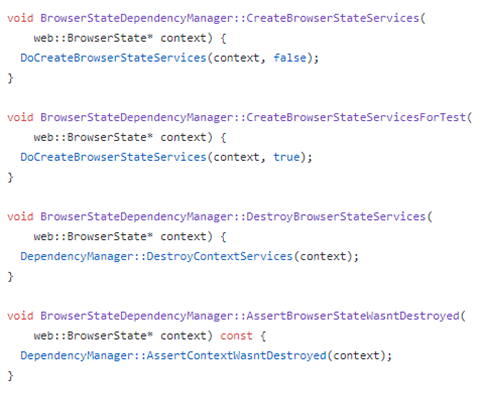 void BrowserStateDependencyManager::CreateBrowserStateServices(
    web::BrowserState* context) {
  DoCreateBrowserStateServices(context, false);
}

void BrowserStateDependencyManager::CreateBrowserStateServicesForTest(
    web::BrowserState* context) {
  DoCreateBrowserStateServices(context, true);
}

void BrowserStateDependencyManager::DestroyBrowserStateServices(
    web::BrowserState* context) {
  DependencyManager::DestroyContextServices(context);
}

void BrowserStateDependencyManager::AssertBrowserStateWasntDestroyed(
    web::BrowserState* context) const {
  DependencyManager::AssertContextWasntDestroyed(context);
}